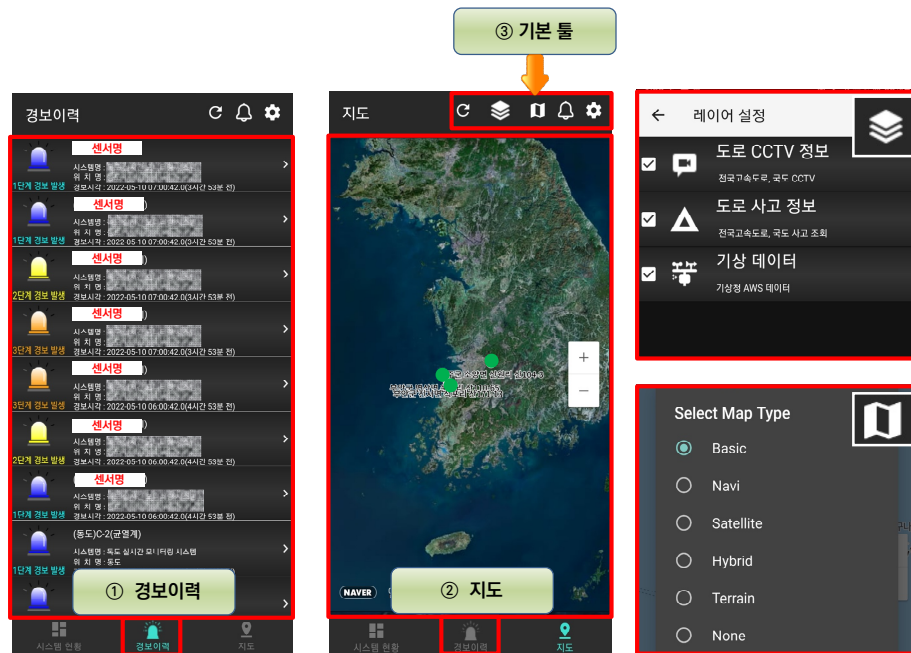 ③ 기본 툴
경보이력
센서명
시스템명 :
위 치 명 :
1단계 경보 발생
경보시각 : 2022-05-10 07:00:42.0(3시간 53분 전)
센서명
시스템명 :
위 치 명 :
1단계 경보 발생
경보시각 : 2022-05-10 07:00:42.0(3시간 53분 전)
센서명
시스템명 :
위 치 명 :
2단계 경보 발생
경보시각 : 2022-05-10 07:00:42.0(3시간 53분 전)
센서명
시스템명 :
위 치 명 :
3단계 경보 발생
경보시각 : 2022-05-10 07:00:42.0(3시간 53분 전)
센서명
시스템명 :
위 치 명 :
3단계 경보 발생
경보시각 : 2022-05-10 06:00:42.0(4시간 53분 전)
센서명
시스템명 :
위 치 명 :
2단계 경보 발생
경보시각 : 2022-05-10 06:00:42.0(4시간 53분 전)
센서명
시스템명 :
위 치 명 :
1단계 경보 발생
경보시각 : 2022-05-10 06:00:42.0(4시간 53분 전)
(동도)C-2(균열계)
시스템명 : 독도 실시간 모니터링 시스템
위 치 명 : 동도
1단계 경보 발생
① 경보이력
시스템 현황
경보이력
지도
지도
+
−
NAVER
② 지도
시스템 현황
경보이력
지도
레이어 설정
도로 CCTV 정보
전국고속도로, 국도 CCTV
도로 사고 정보
전국고속도로, 국도 사고 조회
기상 데이터
기상청 AWS 데이터
Select Map Type
Basic
Navi
Satellite
Hybrid
Terrain
None